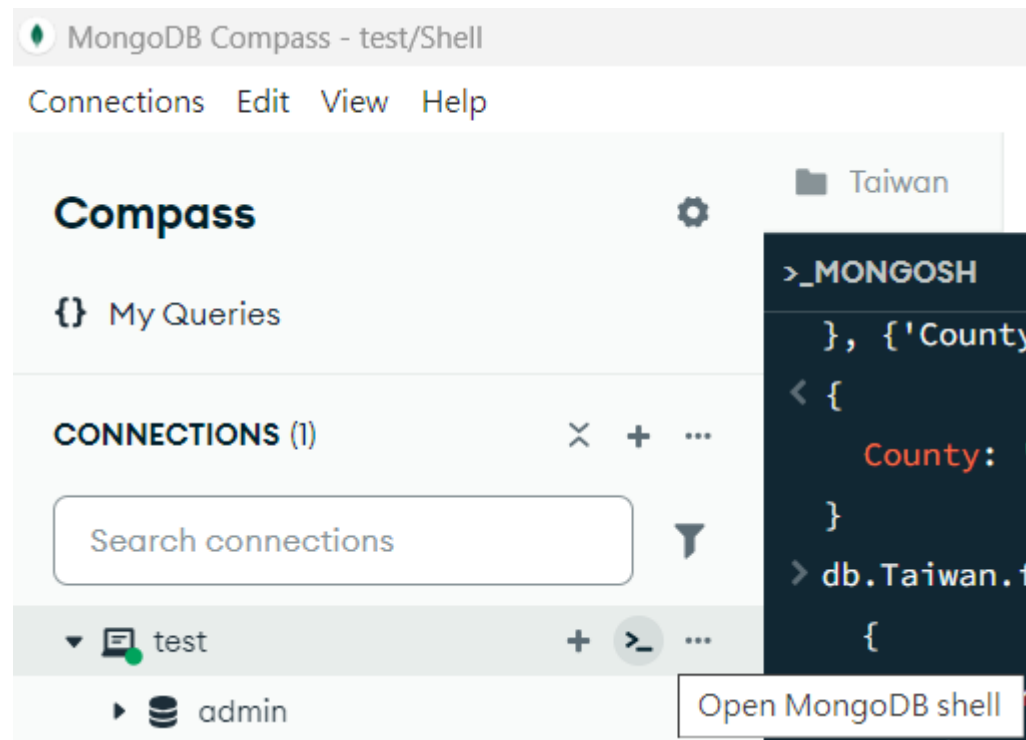 MongoDB Compass - test/Shell
Connections Edit View Help
Compass
{} My Queries
CONNECTIONS (1)
Search connections
test
admin
Taiwan
>_MONGOSH
}, {'County
< {
County:
}
> db.Taiwan.f
{
Open MongoDB shell